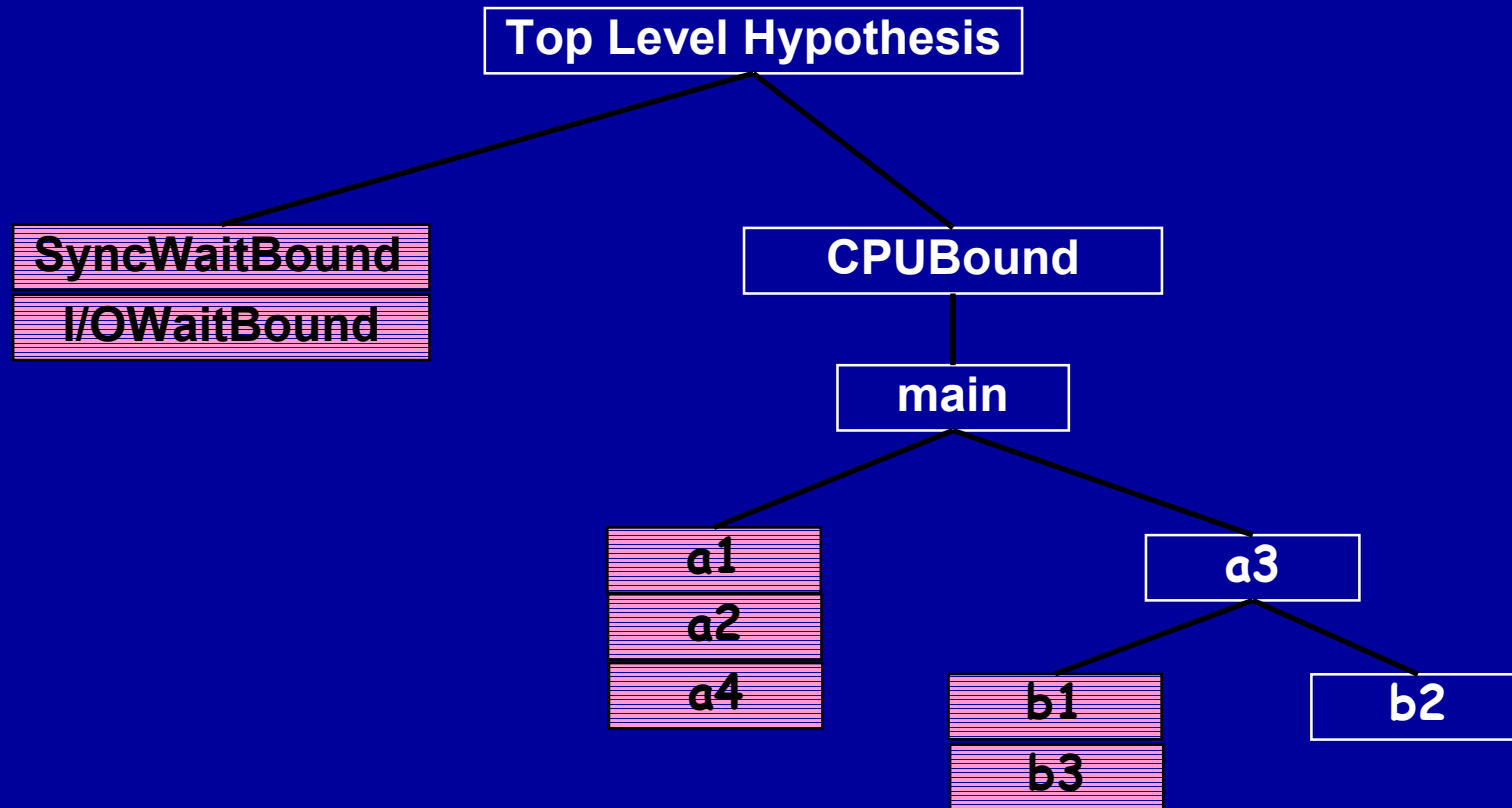 Top Level Hypothesis
SyncWaitBound
I/OWaitBound
CPUBound
main
a1
a2
a4
a3
b1
b3
b2